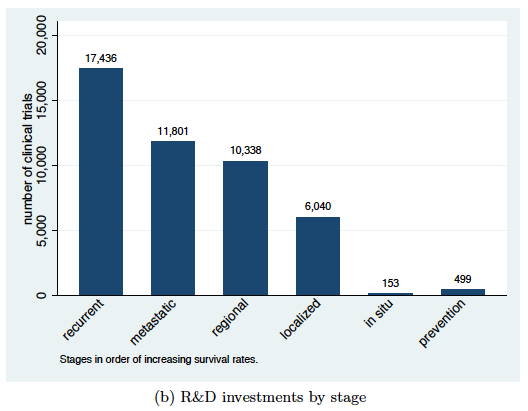 number of clinical trials
20,000
15,000
10,000
5,000
0
17,436
11,801
10,338
6,040
153
499
recurrent
metastatic
regional
localized
in situ
prevention
Stages in order of increasing survival rates.
(b) R&D investments by stage